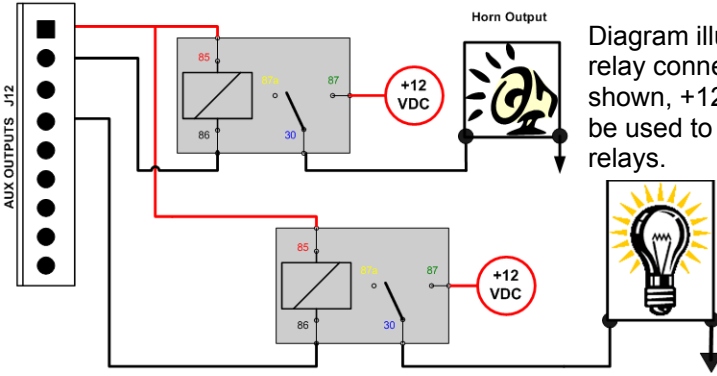 Horn Output
Diagram illu
relay conne
shown, +12
be used to
relays.
AUX OUTPUTS J12
85
87a
87
+12
VDC
86
30
85
87a
87
+12
VDC
86
30